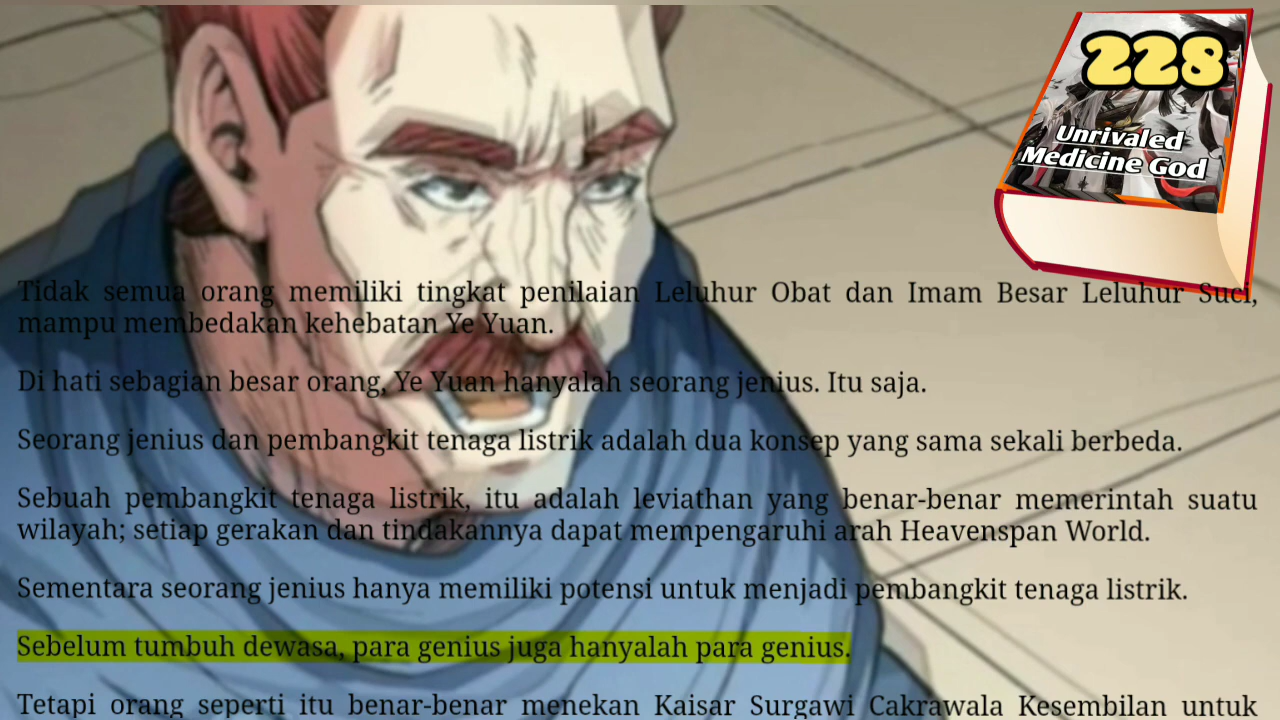 228
Unrivaled
Medicine God
Tidak semua orang memiliki tingkat penilaian Leluhur Obat dan Imam Besar Leluhur Suci,
mampu membedakan kehebatan Ye Yuan.
Di hati sebagian besar orang, Ye Yuan hanyalah seorang jenius. Itu saja.
Seorang jenius dan pembangkit tenaga listrik adalah dua konsep yang sama sekali berbeda.
Sebuah pembangkit tenaga listrik, itu adalah leviathan yang benar-benar memerintah suatu
wilayah; setiap gerakan dan tindakannya dapat mempengaruhi arah Heavenspan World.
Sementara seorang jenius hanya memiliki potensi untuk menjadi pembangkit tenaga listrik.
Sebelum tumbuh dewasa, para genius juga hanyalah para genius.
Tetapi orang seperti itu benar-benar menekan Kaisar Surgawi Cakrawala Kesembilan untuk